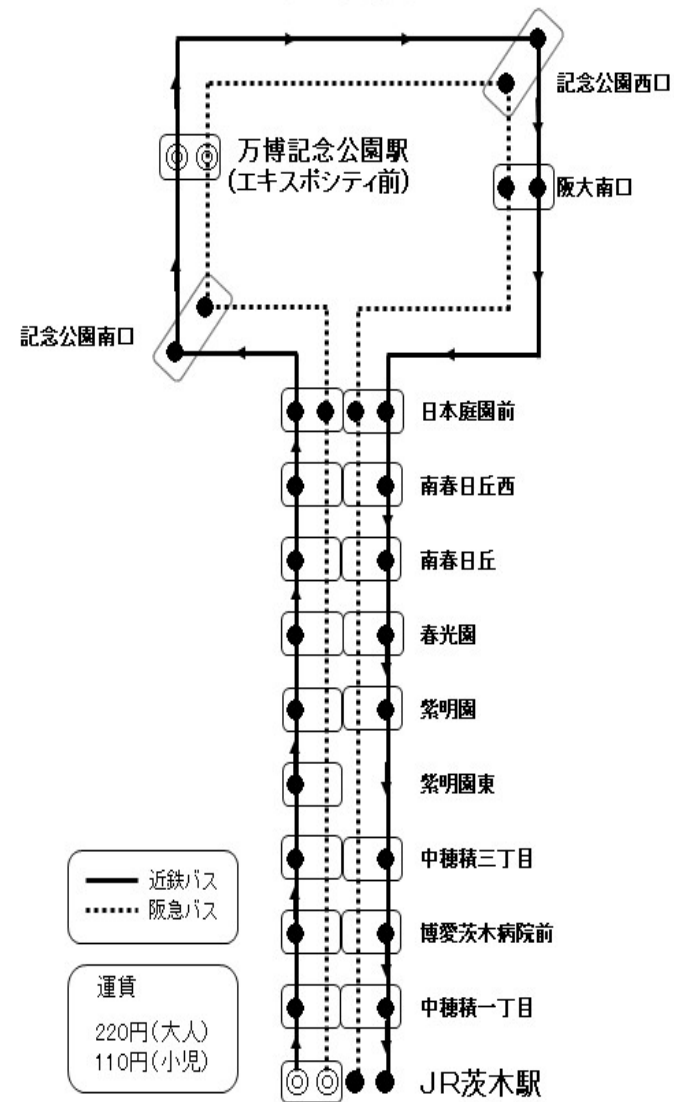 記念公園西口
万博記念公園駅
(エキスポシティ前)
阪大南口
記念公園南口
日本庭園前
南春日丘西
南春日丘
春光園
紫明園
紫明園東
中穂積三丁目
博愛茨木病院前
中穂積一丁目
JR茨木駅
近鉄バス
阪急バス
運賃
220円(大人)
110円(小児)